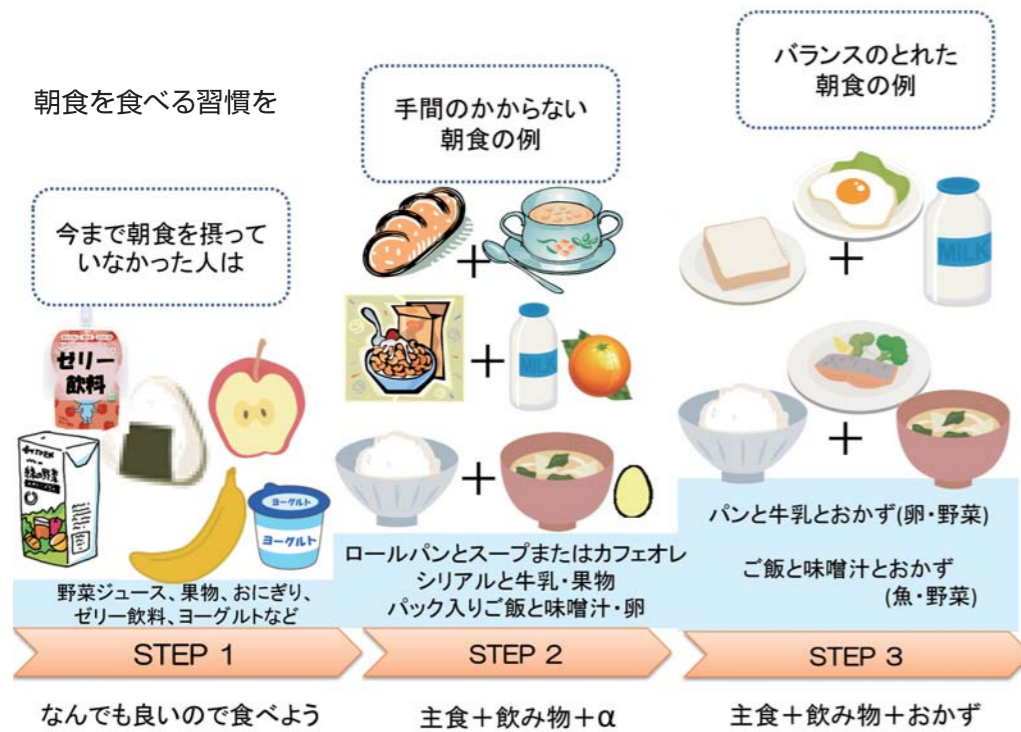 朝食を食べる習慣を
今まで朝食を摂って
いなかった人は
ゼリー
飲料
ヨーグルト
ヨーグルト
野菜ジュース、果物、おにぎり、
ゼリー飲料、ヨーグルトなど
STEP 1
なんでも良いので食べよう
手間のかからない
朝食の例
MILK
ロールパンとスープまたはカフェオレ
シリアルと牛乳・果物
パック入りご飯と味噌汁・卵
STEP 2
主食＋飲み物＋α
バランスのとれた
朝食の例
MILK
パンと牛乳とおかず(卵・野菜)
ご飯と味噌汁とおかず
(魚・野菜)
STEP 3
主食＋飲み物＋おかず